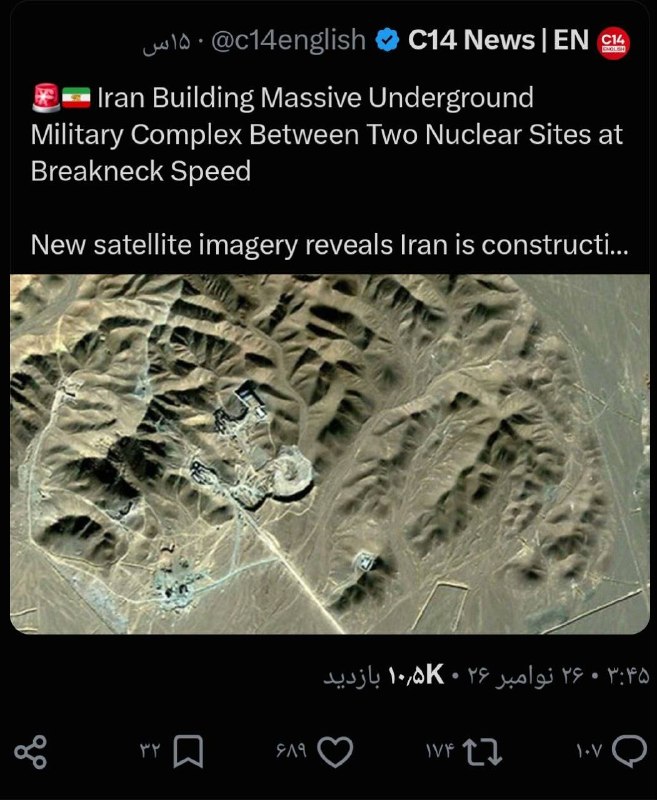 C14 News | EN @c14english · ۱۵س
C14
ENGLISH
🚨🇮🇷 Iran Building Massive Underground
Military Complex Between Two Nuclear Sites at
Breakneck Speed
New satellite imagery reveals Iran is constructi...
۳:۴۵ • ۲۶ نوامبر ۲۶ • ۱۰٫۵K بازدید
۱۰۷ ۱۷۴ ۶۸۹ ۳۲